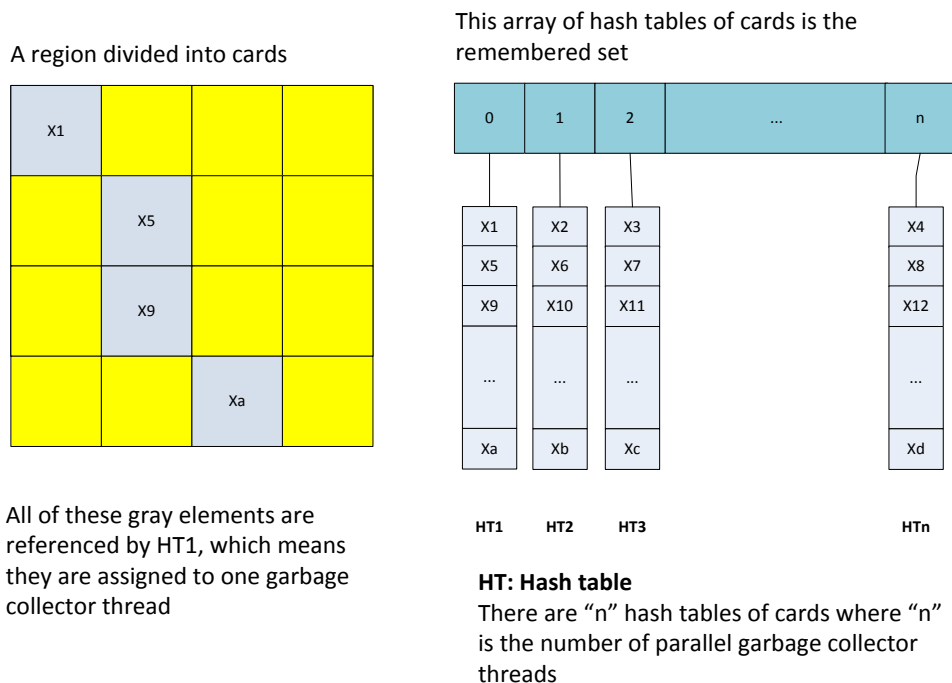 A region divided into cards
X1
X5
X9
Xa
All of these gray elements are
referenced by HT1, which means
they are assigned to one garbage
collector thread
This array of hash tables of cards is the
remembered set
0 1 2 ... n
X1 X2 X3 X4
X5 X6 X7 X8
X9 X10 X11 X12
... ... ... ...
Xa Xb Xc Xd
HT1 HT2 HT3 HTn
HT: Hash table
There are “n” hash tables of cards where “n”
is the number of parallel garbage collector
threads